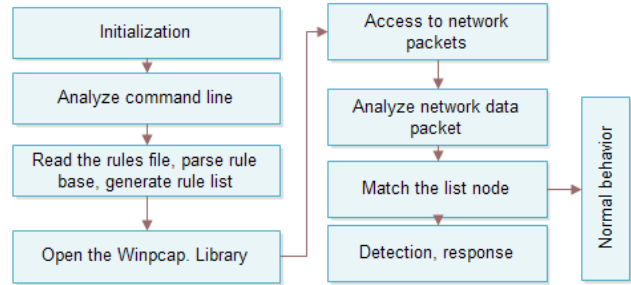 Initialization
Analyze command line
Read the rules file, parse rule
base, generate rule list
Open the Winpcap. Library
Access to network
packets
Analyze network data
packet
Match the list node
Detection, response
Normal behavior